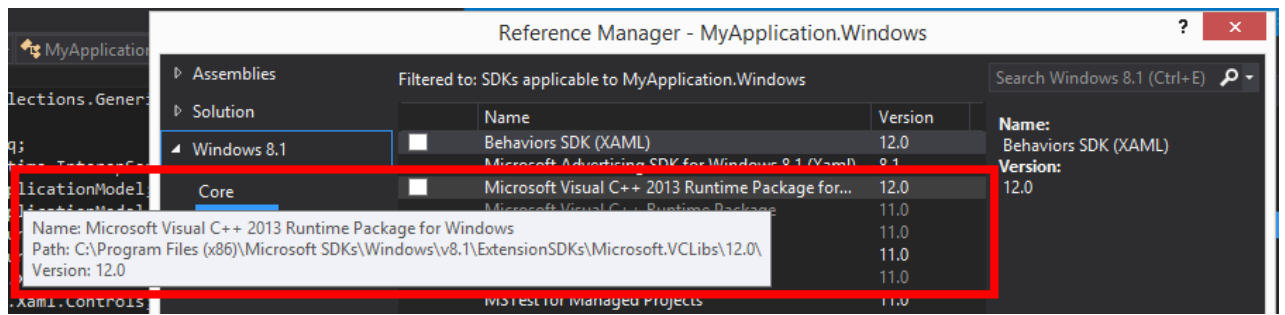 Reference Manager - MyApplication.Windows
?
MyApplication
Assemblies
Filtered to: SDKs applicable to MyApplication.Windows
Search Windows 8.1 (Ctrl+E)
lections.Generi
Solution
Name Version
Name:
q;
Windows 8.1
Behaviors SDK (XAML) 12.0
Behaviors SDK (XAML)
Microsoft Advertising SDK for Windows 8.1 (Xaml) 8.1
Version:
plicationModel;
Core
Microsoft Visual C++ 2013 Runtime Package for... 12.0
12.0
Microsoft Visual C++ Runtime Package 11.0
Name: Microsoft Visual C++ 2013 Runtime Package for Windows
11.0
Path: C:\Program Files (x86)\Microsoft SDKs\Windows\v8.1\ExtensionSDKs\Microsoft.VCLibs\12.0\
11.0
Version: 12.0
11.0
.Xaml.Controls;
MSTest for Managed Projects 11.0